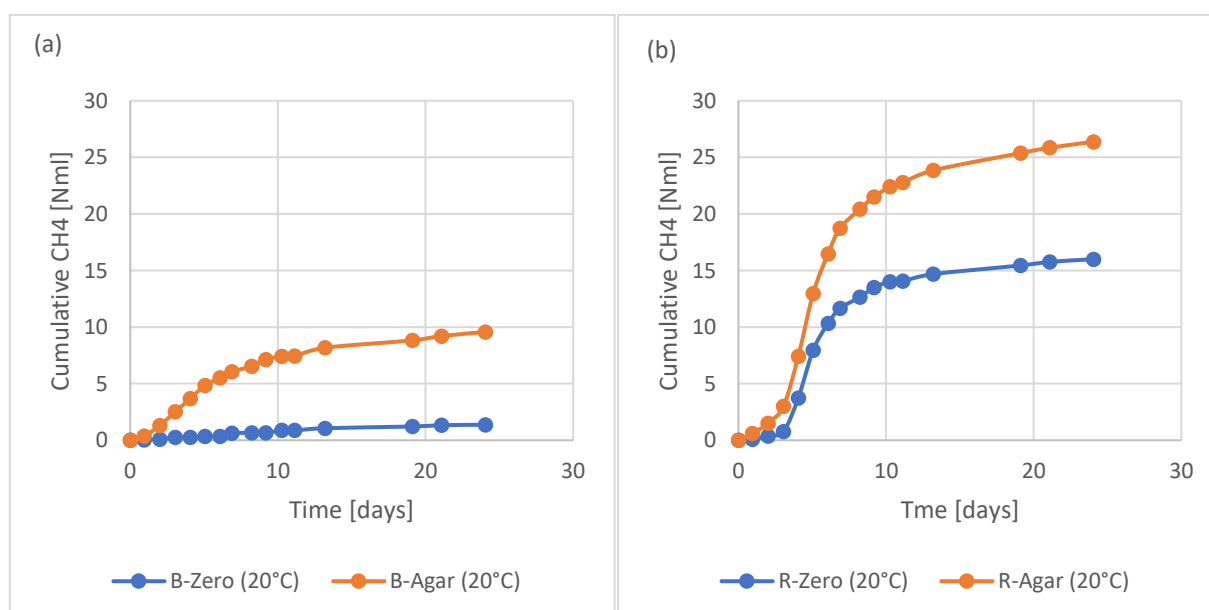 (a)
30
25
20
15
10
5
0
0 10 20 30
Cumulative CH4 [Nml]
Time [days]
B-Zero (20°C) B-Agar (20°C)
(b)
30
25
20
15
10
5
0
0 10 20 30
Cumulative CH4 [Nml]
Tme [days]
R-Zero (20°C) R-Agar (20°C)